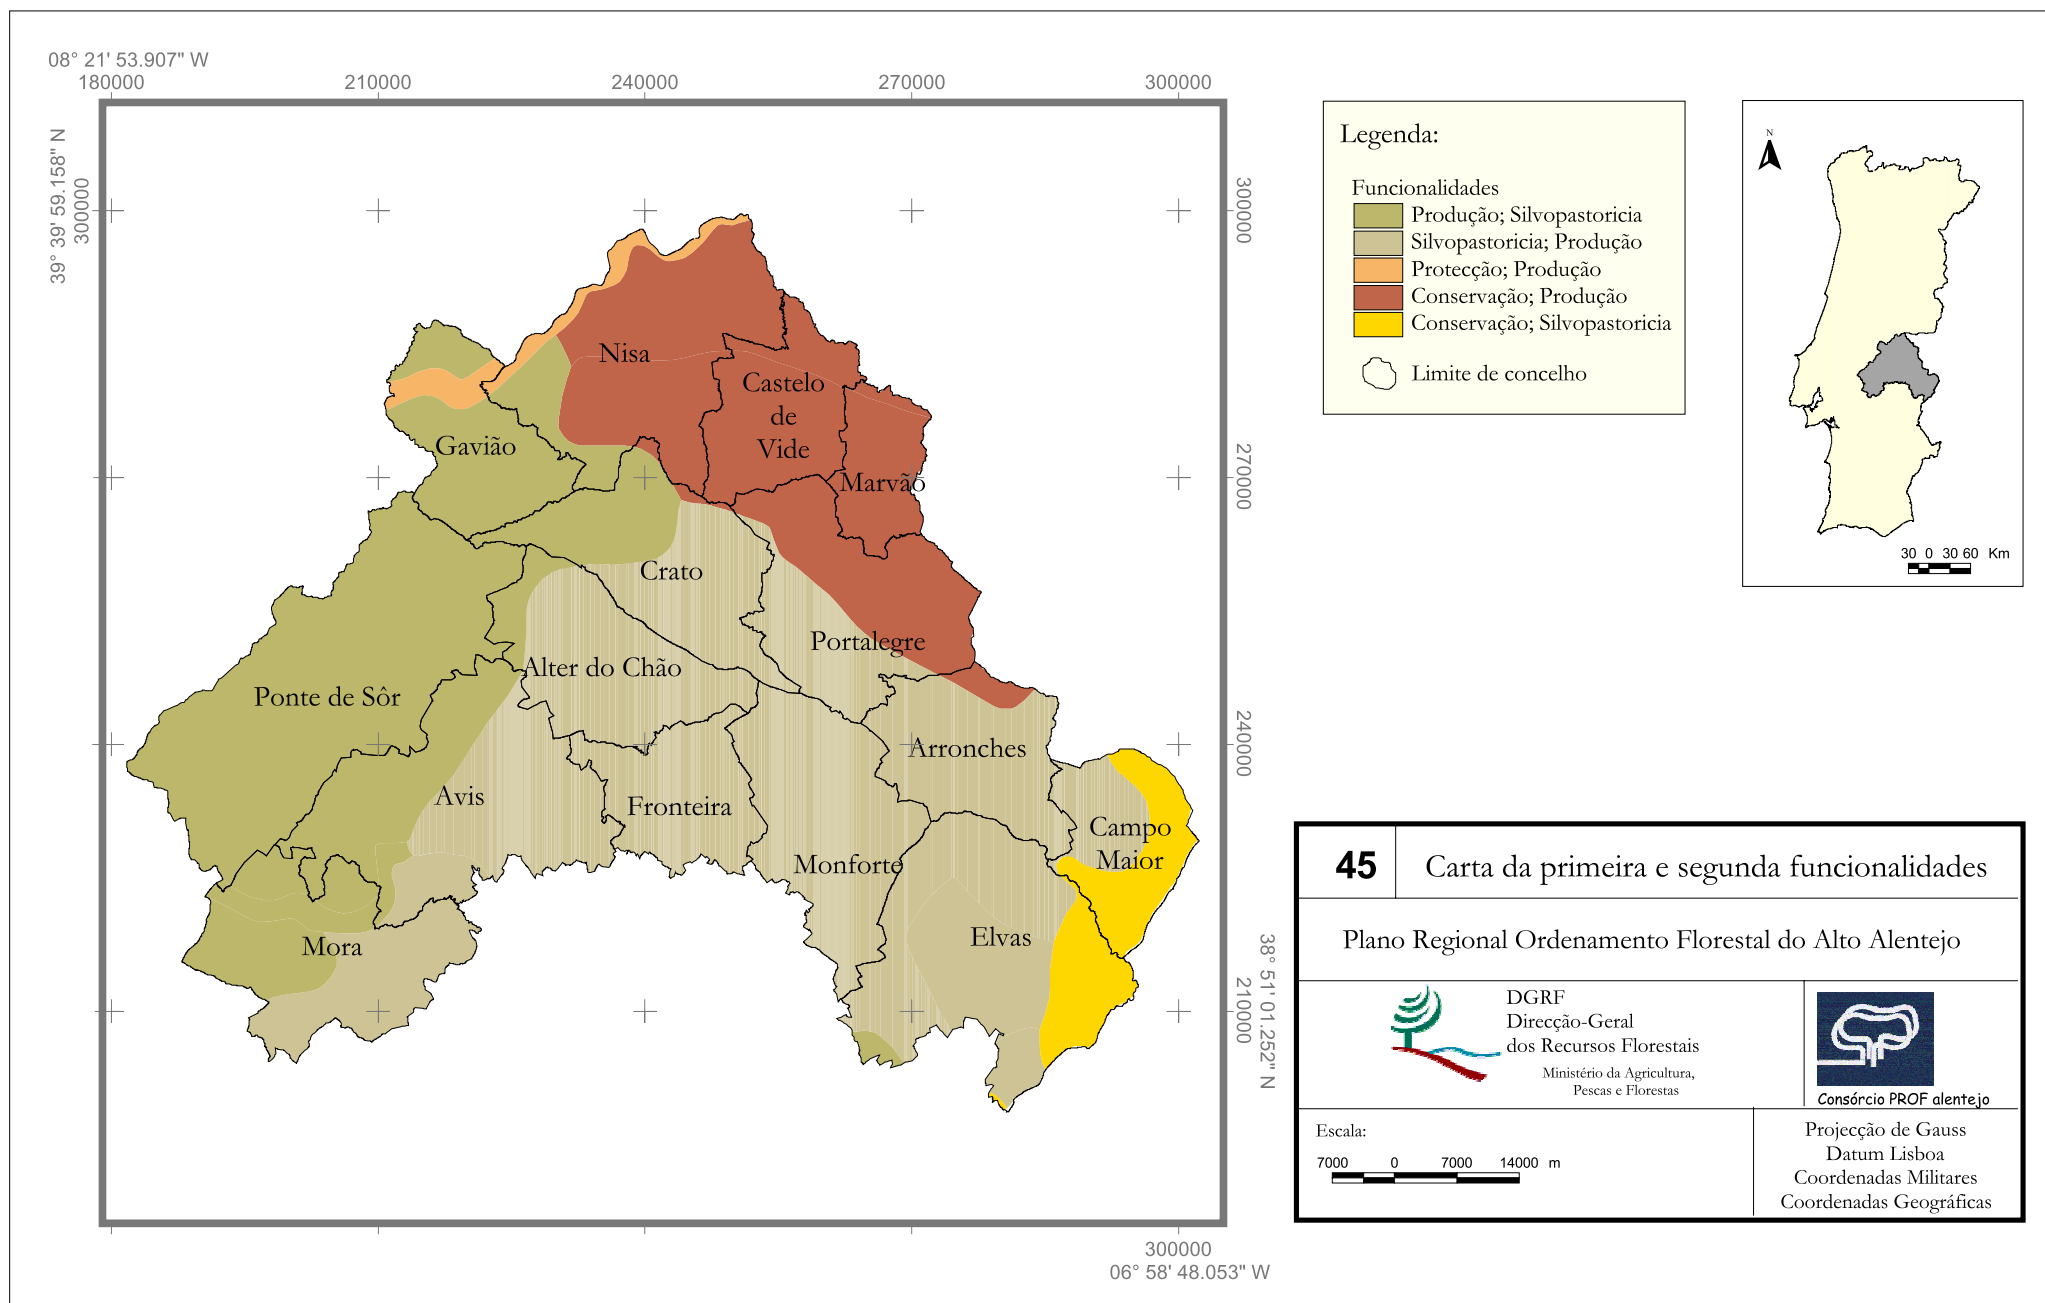 08° 21' 53.907" W
180000
210000
240000
270000
300000
39° 39' 59.158" N
300000
300000
270000
240000
210000
38° 51' 01.252" N
300000
06° 58' 48.053" W
Nisa
Castelo
de
Vide
Gavião
Marvão
Crato
Portalegre
Alter do Chão
Ponte de Sôr
Arronches
Avis
Fronteira
Campo
Maior
Monforte
Elvas
Mora
Legenda:
Funcionalidades
Produção; Silvopastoricia
Silvopastoricia; Produção
Protecção; Produção
Conservação; Produção
Conservação; Silvopastoricia
Limite de concelho
N
30 0 30 60 Km
45
Carta da primeira e segunda funcionalidades
Plano Regional Ordenamento Florestal do Alto Alentejo
DGRF
Direcção-Geral
dos Recursos Florestais
Ministério da Agricultura,
Pescas e Florestas
Consórcio PROF alentejo
Escala:
7000 0 7000 14000 m
Projecção de Gauss
Datum Lisboa
Coordenadas Militares
Coordenadas Geográficas